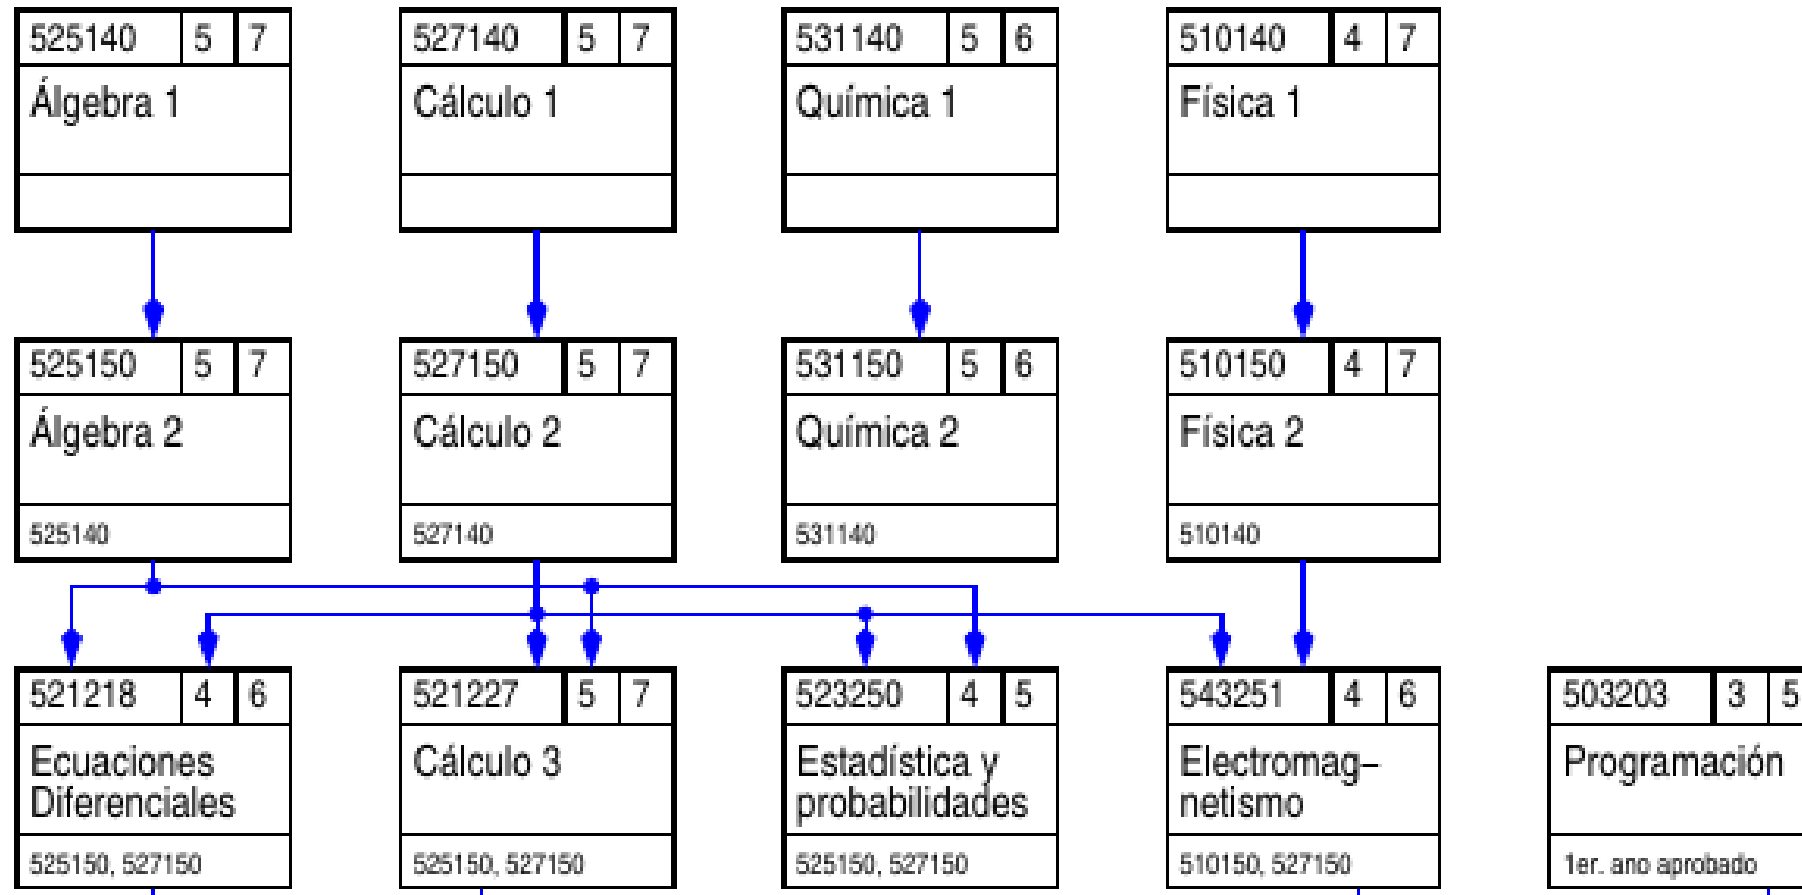 525140 5 7
Álgebra 1
527140 5 7
Cálculo 1
531140 5 6
Química 1
510140 4 7
Física 1
525150 5 7
Álgebra 2
525140
527150 5 7
Cálculo 2
527140
531150 5 6
Química 2
531140
510150 4 7
Física 2
510140
521218 4 6
Ecuaciones
Diferenciales
525150, 527150
521227 5 7
Cálculo 3
525150, 527150
523250 4 5
Estadística y
probabilidades
525150, 527150
543251 4 6
Electromag–
netismo
510150, 527150
503203 3 5
Programación
1er. ano aprobado